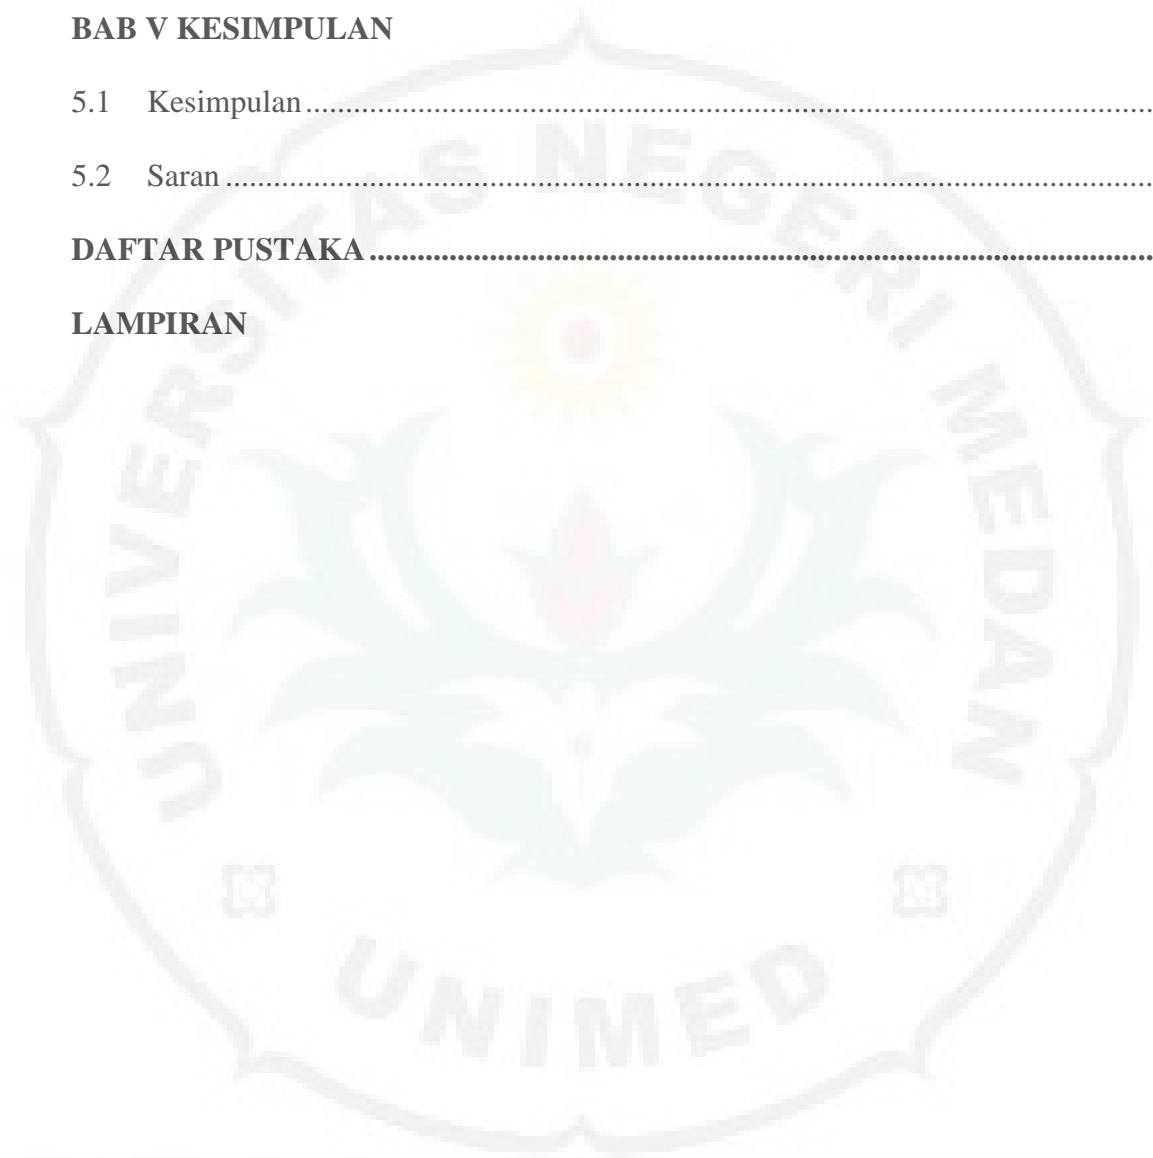 BAB V KESIMPULAN
5.1 Kesimpulan........................................................................................................
5.2 Saran..................................................................................................................
DAFTAR PUSTAKA..................................................................................................
LAMPIRAN
UNIVERSITAS NEGERI MEDAN
UNIMED